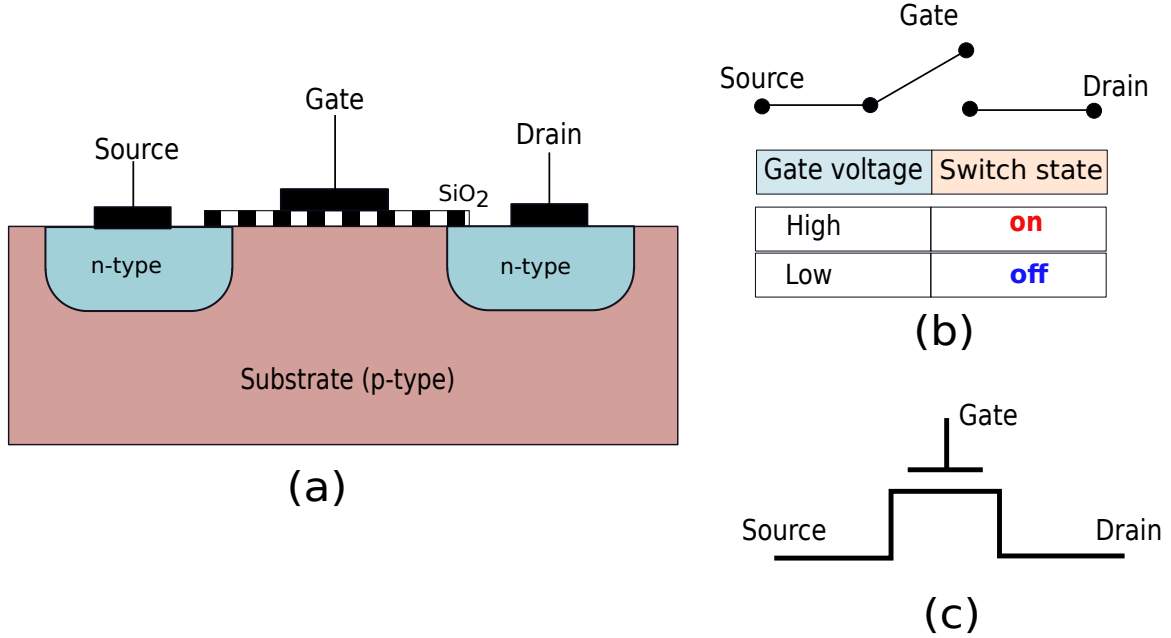 Gate
Source
Drain
SiO2
n-type
n-type
Substrate (p-type)
(a)
Gate
Source
Drain
Gate voltage Switch state
High on
Low off
(b)
Gate
Source
Drain
(c)